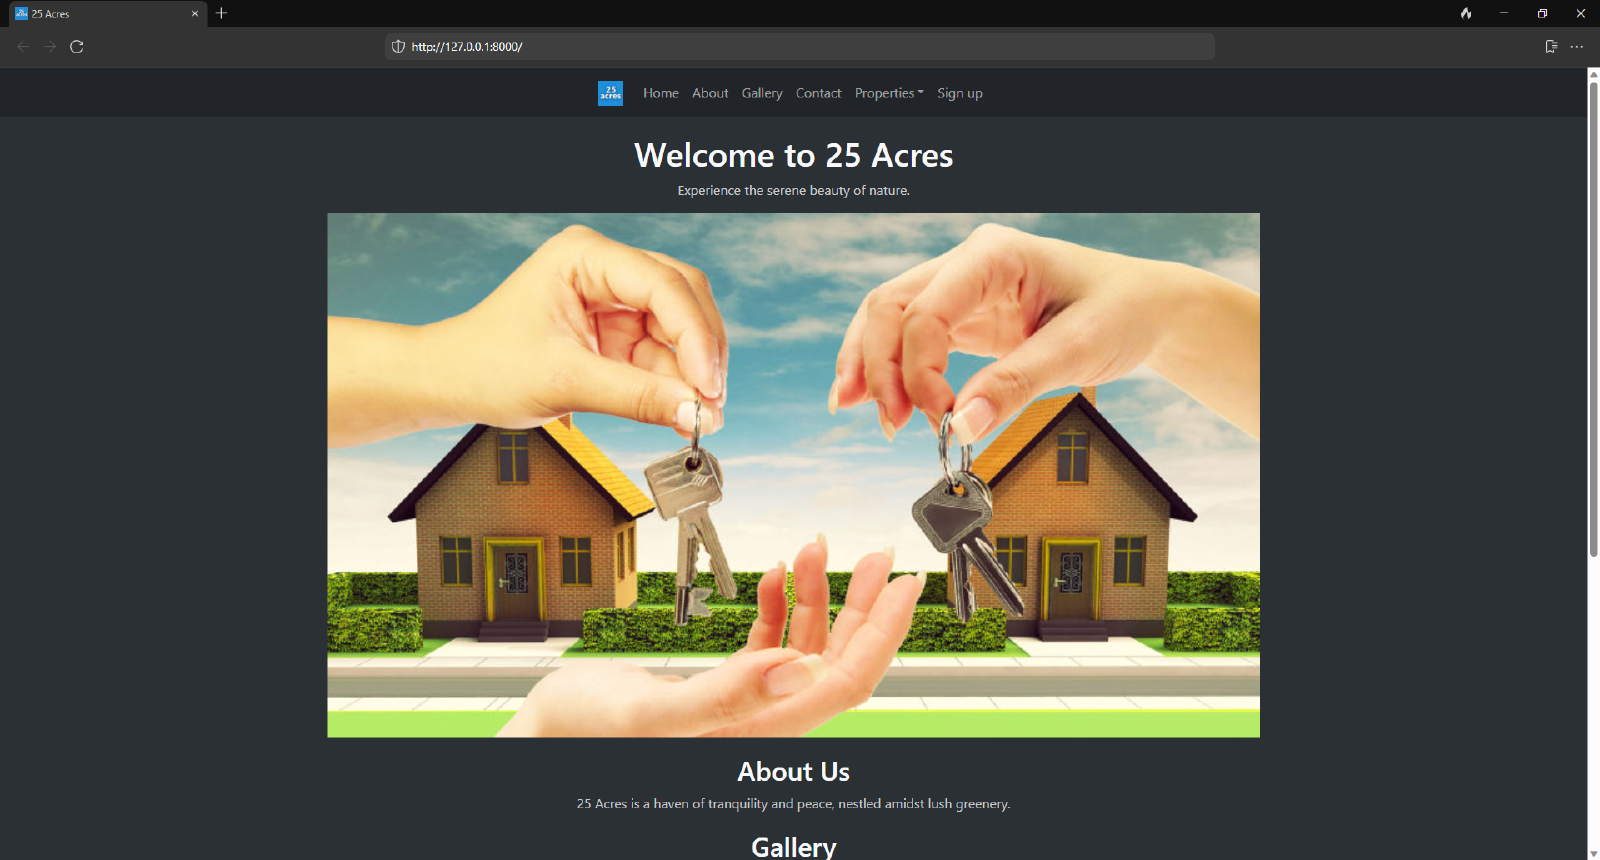 25 Acres
http://127.0.0.1:8000/
25
acres
Home About Gallery Contact Properties Sign up
Welcome to 25 Acres
Experience the serene beauty of nature.
About Us
25 Acres is a haven of tranquility and peace, nestled amidst lush greenery.
Gallery